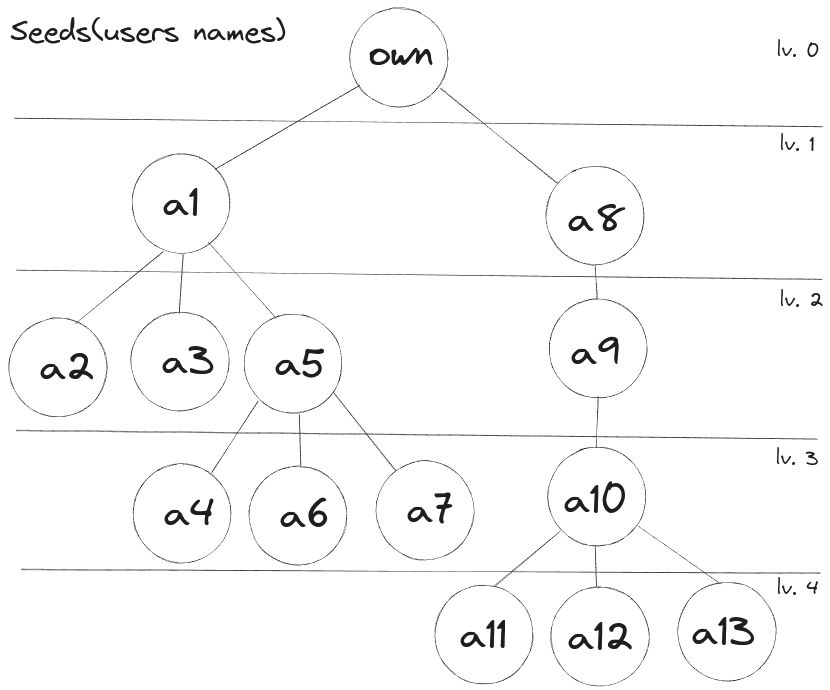 Seeds(users names)
own
lv. 0
lv. 1
a1
a8
lv. 2
a2
a3
a5
a9
lv. 3
a4
a6
a7
a10
lv. 4
a11
a12
a13